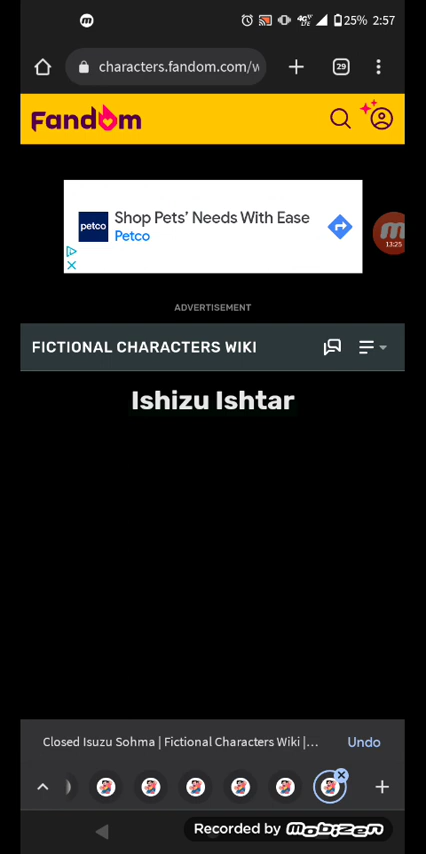 25% 2:57
characters.fandom.com/w
29
Fandom
petco
Shop Pets' Needs With Ease
Petco
13:25
ADVERTISEMENT
FICTIONAL CHARACTERS WIKI
Ishizu Ishtar
Closed Isuzu Sohma | Fictional Characters Wiki |... Undo
Recorded by mobizen